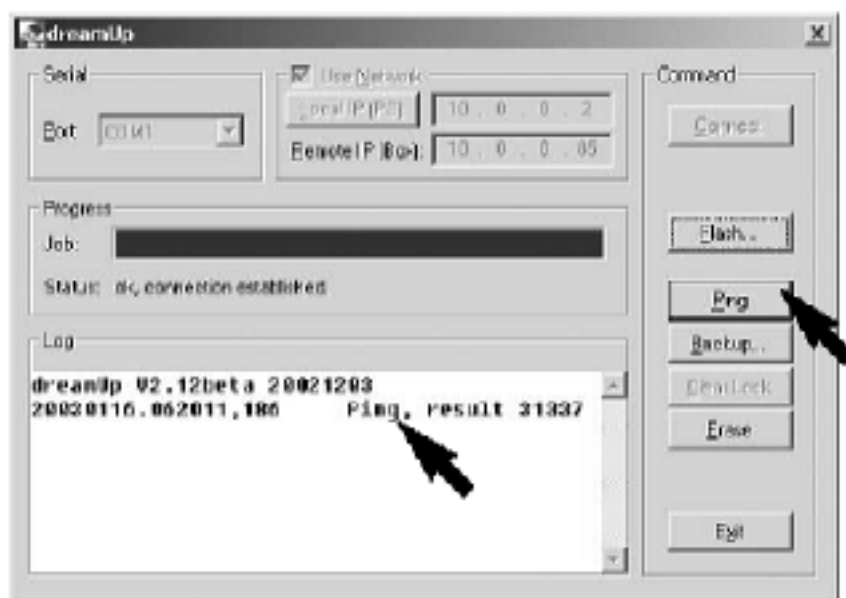 dreamUp
Serial
Port: COM1
Use Network
Local IP (PC) 10 . 0 . 0 . 2
Remote IP (Box): 10 . 0 . 0 . 05
Progress
Job:
Status: ok, connection established
Log
dreamUp V2.12beta 20021203
20030116.062011,186 Ping, result 31337
Command
Connect
Flash...
Ping
Backup...
Clear Lock
Erase
Exit